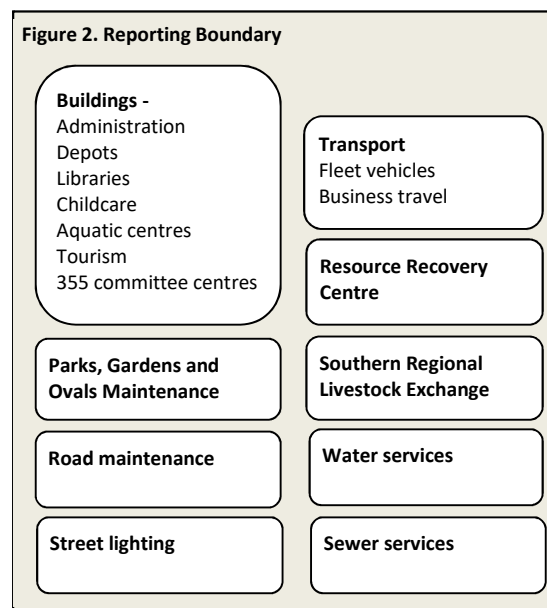 Figure 2. Reporting Boundary
Buildings -
Administration
Depots
Libraries
Childcare
Aquatic centres
Tourism
355 committee centres
Transport
Fleet vehicles
Business travel
Resource Recovery
Centre
Parks, Gardens and
Ovals Maintenance
Southern Regional
Livestock Exchange
Road maintenance
Water services
Street lighting
Sewer services